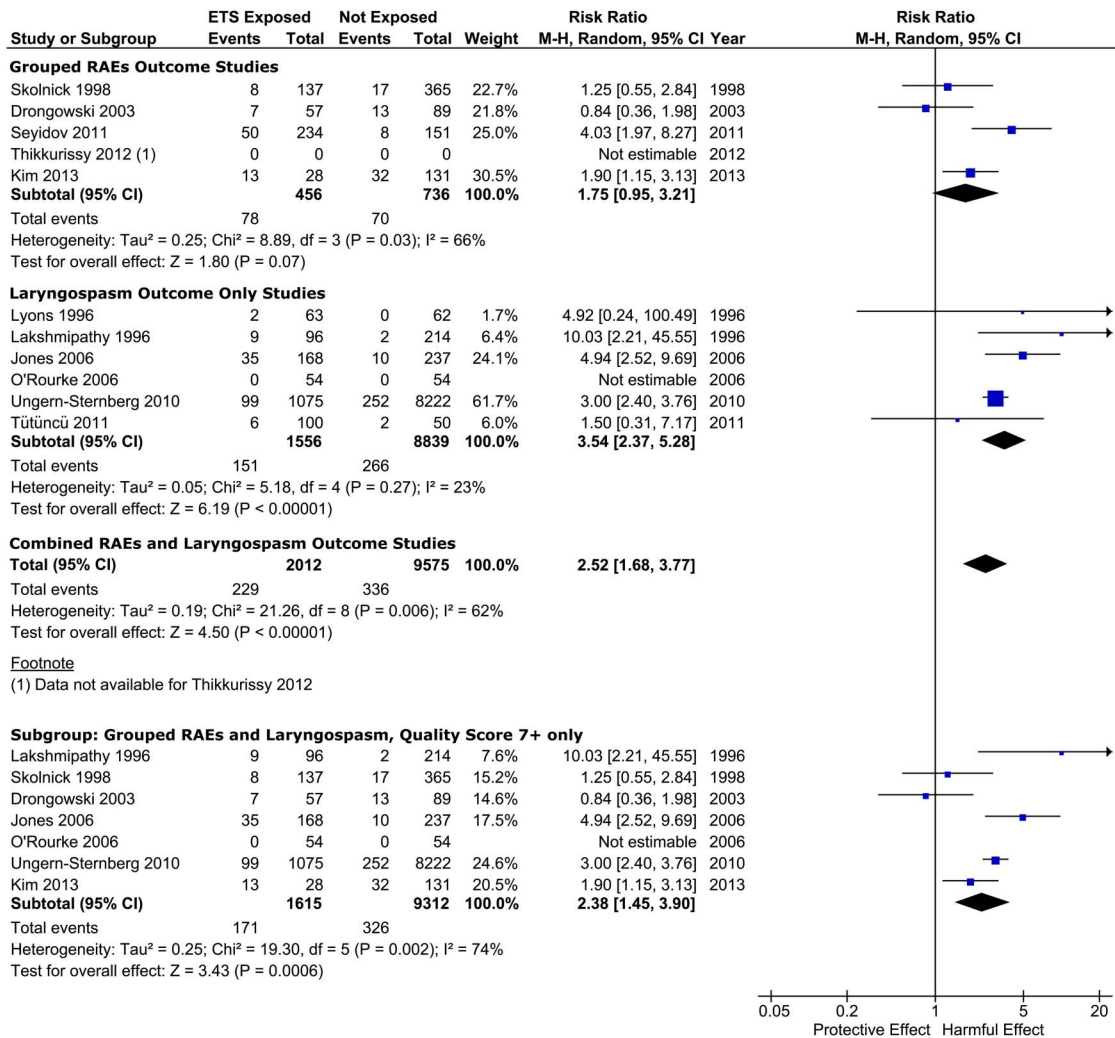 ETS Exposed Not Exposed Risk Ratio Risk Ratio
Study or Subgroup Events Total Events Total Weight M-H, Random, 95% CI Year M-H, Random, 95% CI
Grouped RAEs Outcome Studies
Skolnick 1998 8 137 17 365 22.7% 1.25 [0.55, 2.84] 1998
Drongowski 2003 7 57 13 89 21.8% 0.84 [0.36, 1.98] 2003
Seyidov 2011 50 234 8 151 25.0% 4.03 [1.97, 8.27] 2011
Thikkurissy 2012 (1) 0 0 0 0 Not estimable 2012
Kim 2013 13 28 32 131 30.5% 1.90 [1.15, 3.13] 2013
Subtotal (95% CI) 456 736 100.0% 1.75 [0.95, 3.21]
Total events 78 70
Heterogeneity: Tau² = 0.25; Chi² = 8.89, df = 3 (P = 0.03); I² = 66%
Test for overall effect: Z = 1.80 (P = 0.07)
Laryngospasm Outcome Only Studies
Lyons 1996 2 63 0 62 1.7% 4.92 [0.24, 100.49] 1996
Lakshmipathy 1996 9 96 2 214 6.4% 10.03 [2.21, 45.55] 1996
Jones 2006 35 168 10 237 24.1% 4.94 [2.52, 9.69] 2006
O'Rourke 2006 0 54 0 54 Not estimable 2006
Ungern-Sternberg 2010 99 1075 252 8222 61.7% 3.00 [2.40, 3.76] 2010
Tütüncü 2011 6 100 2 50 6.0% 1.50 [0.31, 7.17] 2011
Subtotal (95% CI) 1556 8839 100.0% 3.54 [2.37, 5.28]
Total events 151 266
Heterogeneity: Tau² = 0.05; Chi² = 5.18, df = 4 (P = 0.27); I² = 23%
Test for overall effect: Z = 6.19 (P < 0.00001)
Combined RAEs and Laryngospasm Outcome Studies
Total (95% CI) 2012 9575 100.0% 2.52 [1.68, 3.77]
Total events 229 336
Heterogeneity: Tau² = 0.19; Chi² = 21.26, df = 8 (P = 0.006); I² = 62%
Test for overall effect: Z = 4.50 (P < 0.00001)
Footnote
(1) Data not available for Thikkurissy 2012
Subgroup: Grouped RAEs and Laryngospasm, Quality Score 7+ only
Lakshmipathy 1996 9 96 2 214 7.6% 10.03 [2.21, 45.55] 1996
Skolnick 1998 8 137 17 365 15.2% 1.25 [0.55, 2.84] 1998
Drongowski 2003 7 57 13 89 14.6% 0.84 [0.36, 1.98] 2003
Jones 2006 35 168 10 237 17.5% 4.94 [2.52, 9.69] 2006
O'Rourke 2006 0 54 0 54 Not estimable 2006
Ungern-Sternberg 2010 99 1075 252 8222 24.6% 3.00 [2.40, 3.76] 2010
Kim 2013 13 28 32 131 20.5% 1.90 [1.15, 3.13] 2013
Subtotal (95% CI) 1615 9312 100.0% 2.38 [1.45, 3.90]
Total events 171 326
Heterogeneity: Tau² = 0.25; Chi² = 19.30, df = 5 (P = 0.002); I² = 74%
Test for overall effect: Z = 3.43 (P = 0.0006)
0.05 0.2 1 5 20
Protective Effect Harmful Effect